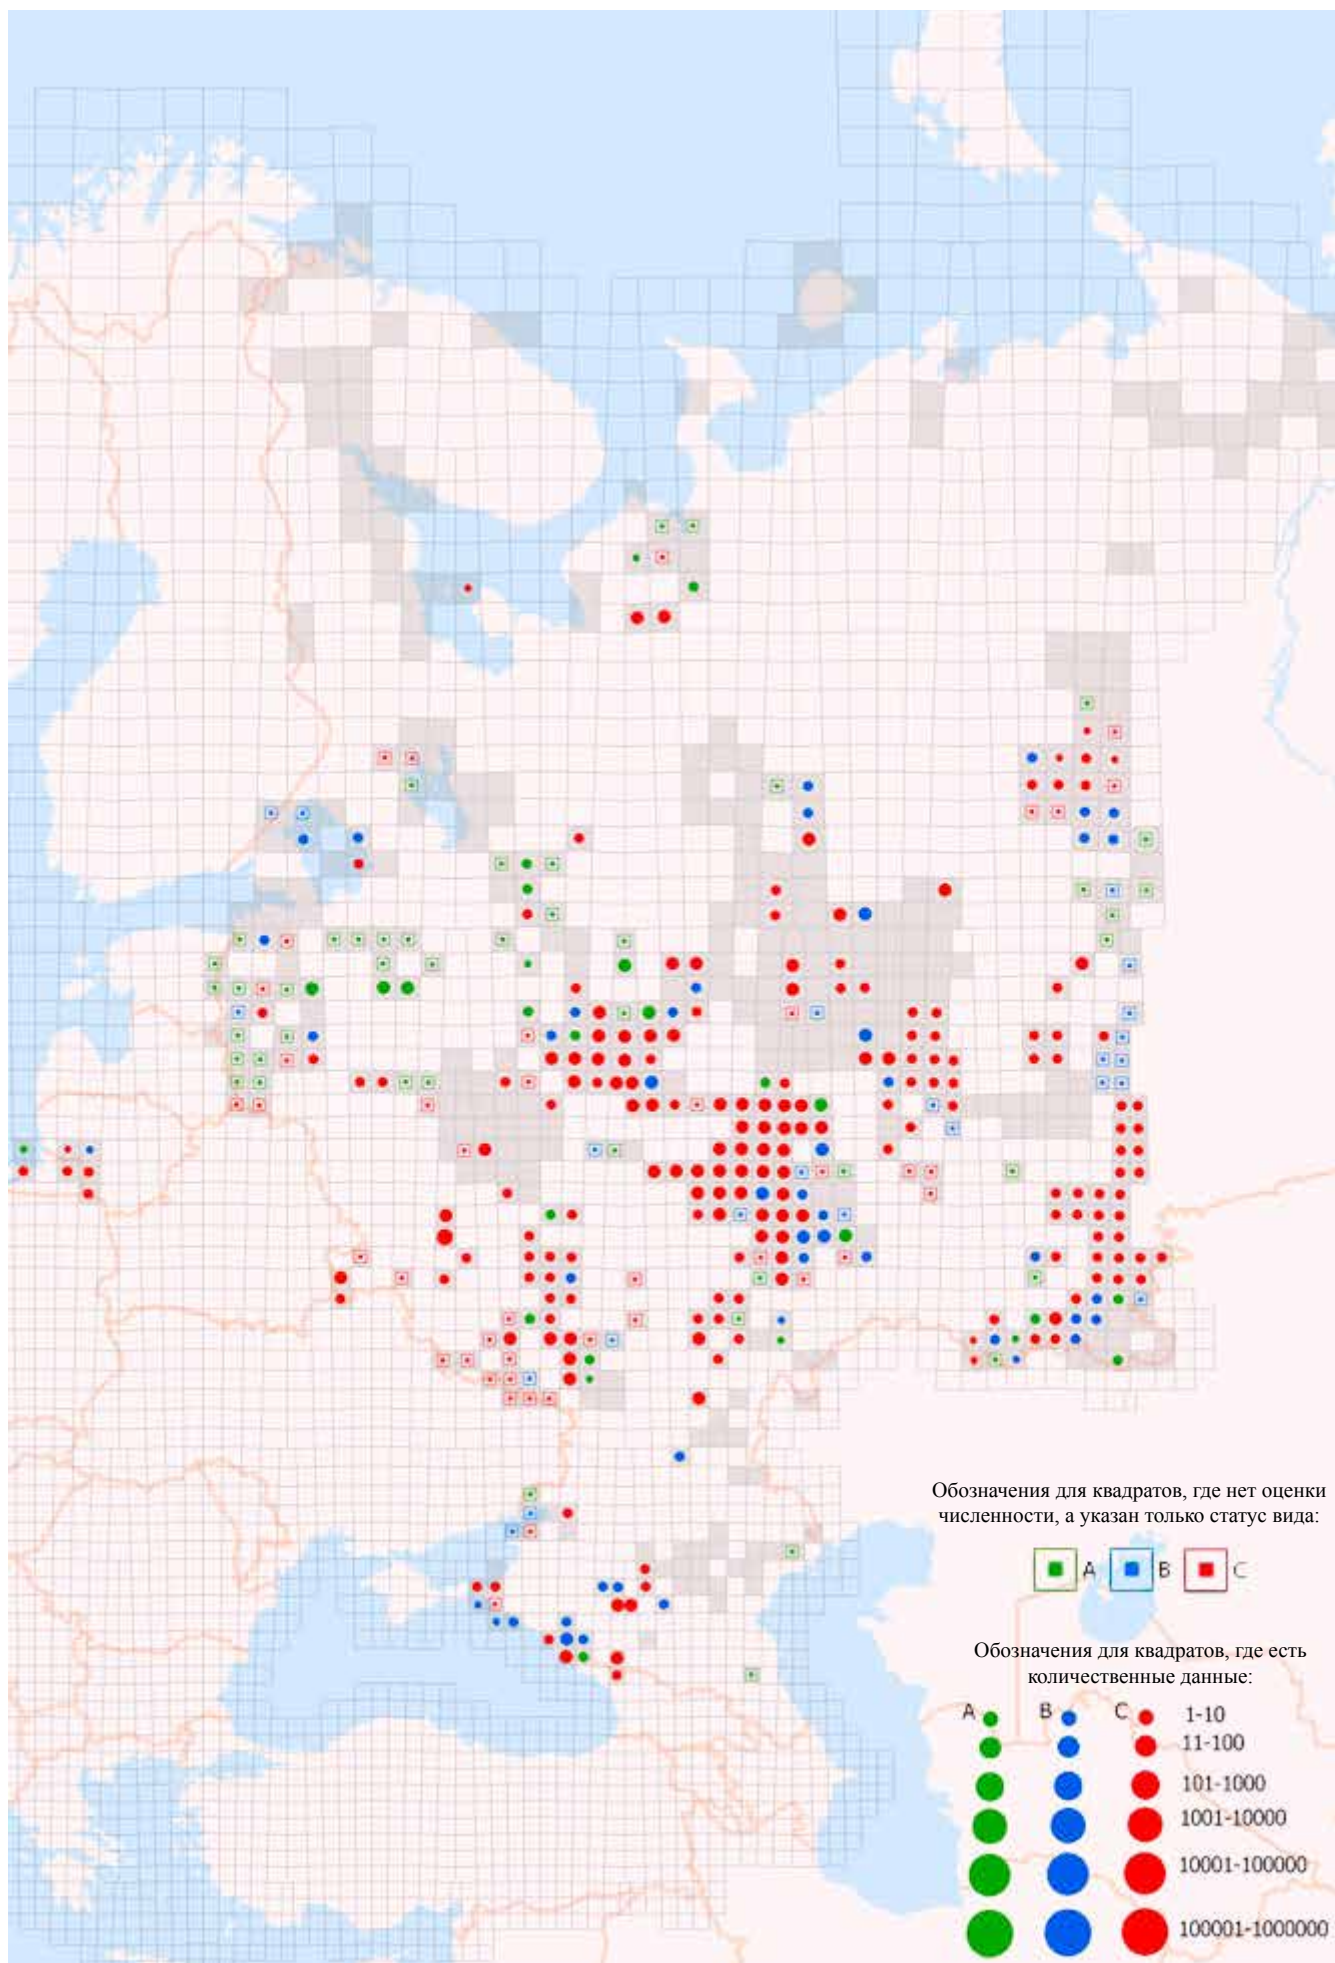 Обозначения для квадратов, где нет оценки
численности, а указан только статус вида:
A B C
Обозначения для квадратов, где есть
количественные данные:
A B C 1-10
11-100
101-1000
1001-10000
10001-100000
100001-1000000